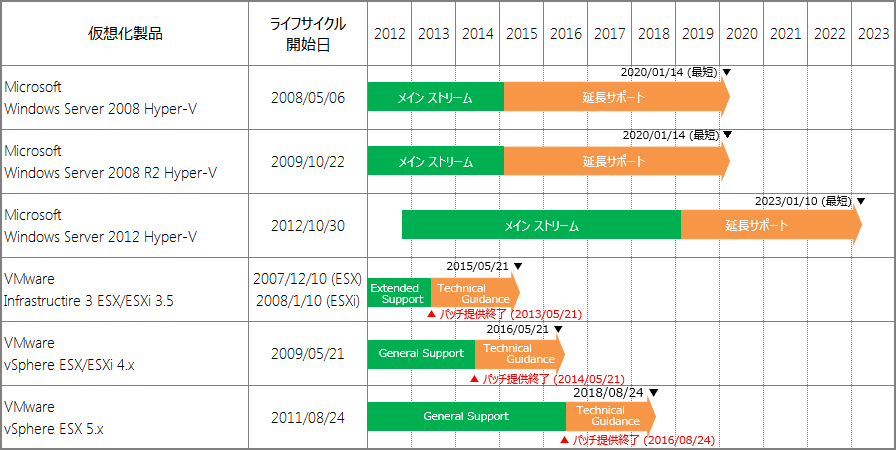 仮想化製品
ライフサイクル
開始日
2012 2013 2014 2015 2016 2017 2018 2019 2020 2021 2022 2023
Microsoft
Windows Server 2008 Hyper-V
2008/05/06
2020/01/14 (最短) ▼
メイン ストリーム
延長サポート
Microsoft
Windows Server 2008 R2 Hyper-V
2009/10/22
2020/01/14 (最短) ▼
メイン ストリーム
延長サポート
Microsoft
Windows Server 2012 Hyper-V
2012/10/30
2023/01/10 (最短) ▼
メイン ストリーム
延長サポート
VMware
Infrastructire 3 ESX/ESXi 3.5
2007/12/10 (ESX)
2008/1/10 (ESXi)
2015/05/21 ▼
Extended
Support
Technical
Guidance
▲ パッチ提供終了 (2013/05/21)
VMware
vSphere ESX/ESXi 4.x
2009/05/21
2016/05/21 ▼
General Support
Technical
Guidance
▲ パッチ提供終了 (2014/05/21)
VMware
vSphere ESX 5.x
2011/08/24
2018/08/24 ▼
General Support
Technical
Guidance
▲ パッチ提供終了 (2016/08/24)